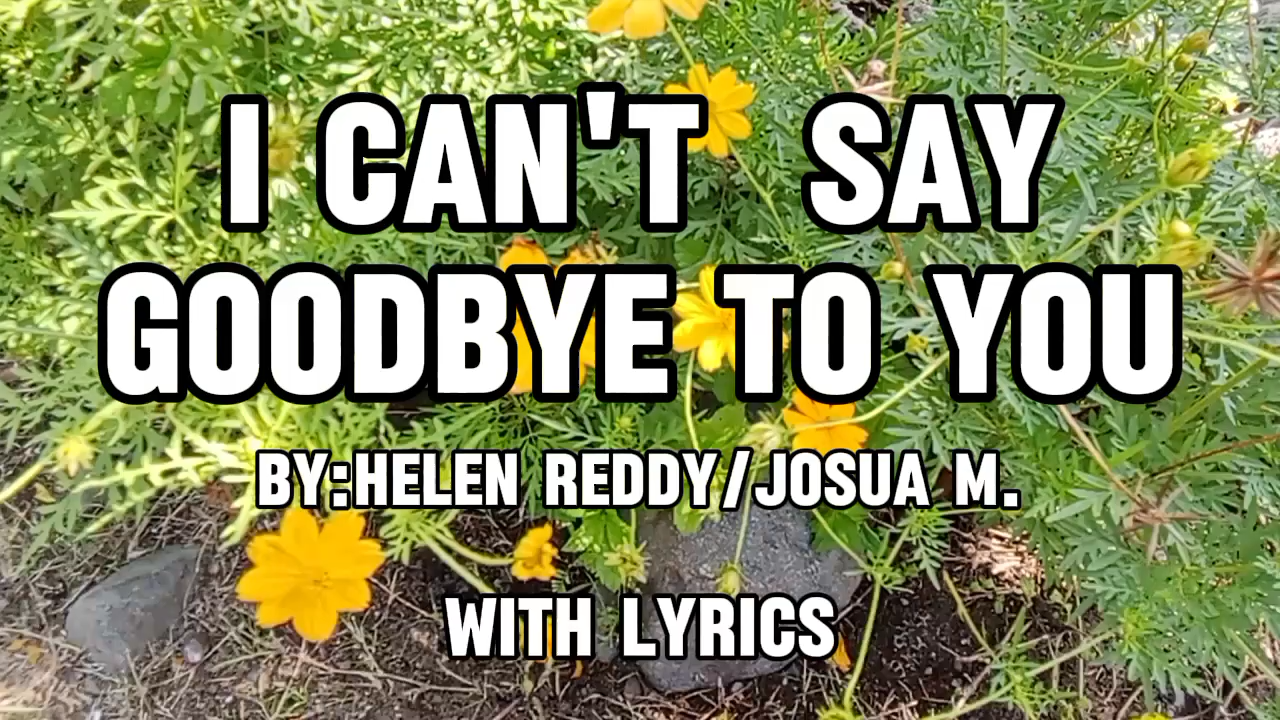 I CAN'T SAY
GOODBYE TO YOU
BY:HELEN REDDY/JOSUA M.
WITH LYRICS